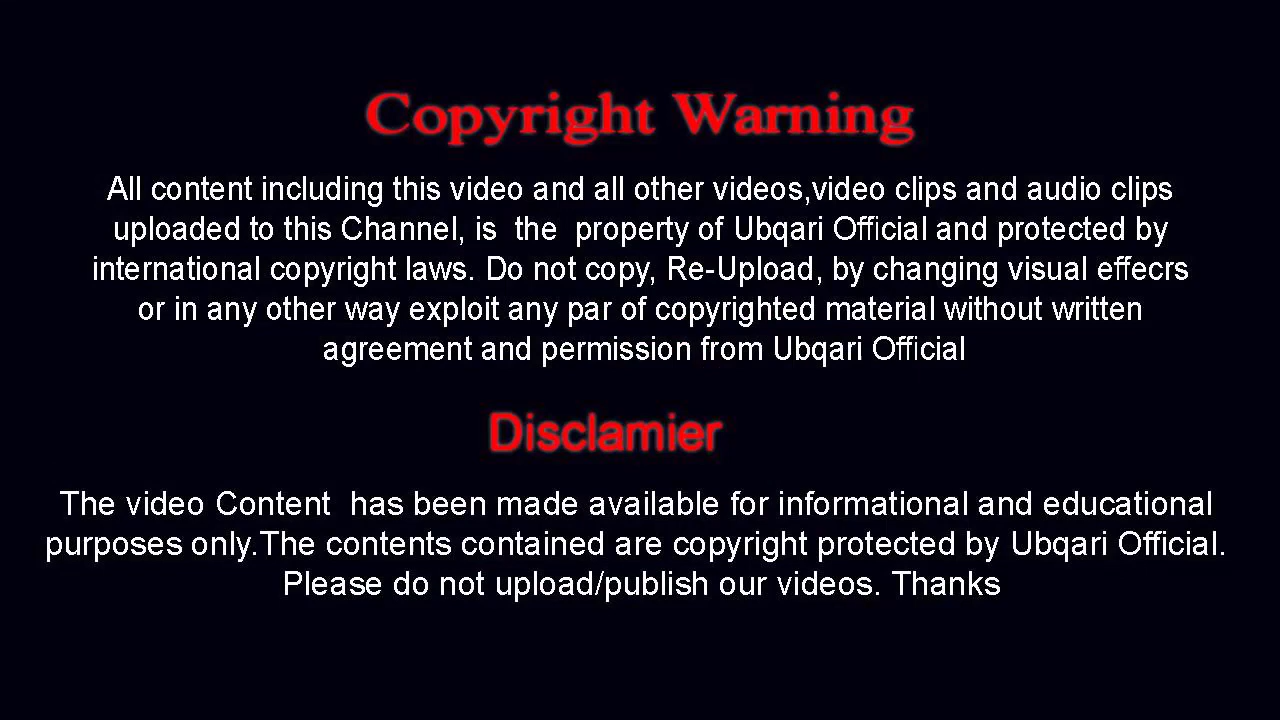 Copyright Warning
All content including this video and all other videos,video clips and audio clips
uploaded to this Channel, is  the  property of Ubqari Official and protected by
international copyright laws. Do not copy, Re-Upload, by changing visual effecrs
or in any other way exploit any par of copyrighted material without written
agreement and permission from Ubqari Official
Disclamier
The video Content  has been made available for informational and educational
purposes only.The contents contained are copyright protected by Ubqari Official.
Please do not upload/publish our videos. Thanks